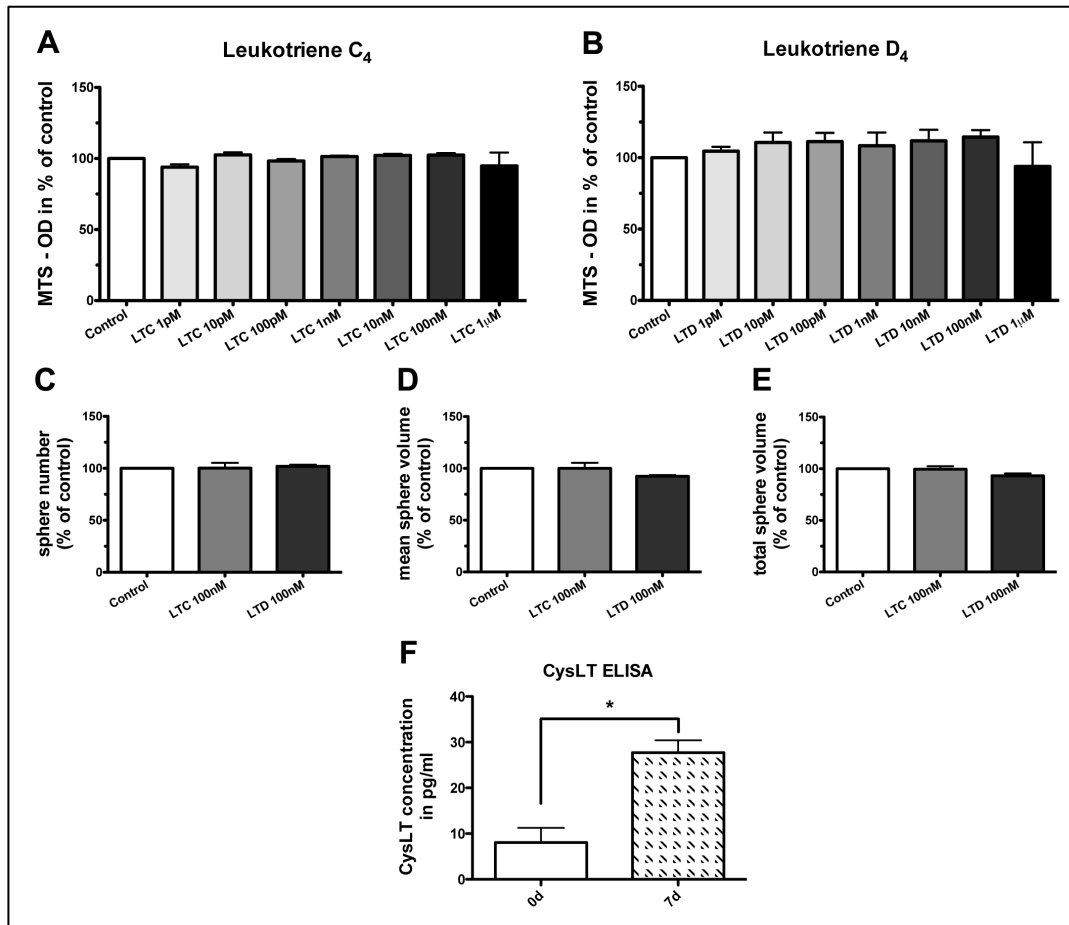 A
Leukotriene C4
MTS - OD in % of control
150
100
50
0
Control
LTC 1pM
LTC 10pM
LTC 100pM
LTC 1nM
LTC 10nM
LTC 100nM
LTC 1μM
B
Leukotriene D4
MTS - OD in % of control
150
100
50
0
Control
LTD 1pM
LTD 10pM
LTD 100pM
LTD 1nM
LTD 10nM
LTD 100nM
LTD 1μM
C
sphere number
(% of control)
150
100
50
0
Control
LTC 100nM
LTD 100nM
D
mean sphere volume
(% of control)
150
100
50
0
Control
LTC 100nM
LTD 100nM
E
total sphere volume
(% of control)
150
100
50
0
Control
LTC 100nM
LTD 100nM
F
CysLT ELISA
CysLT concentration
in pg/ml
40
30
20
10
0
*
0d
7d